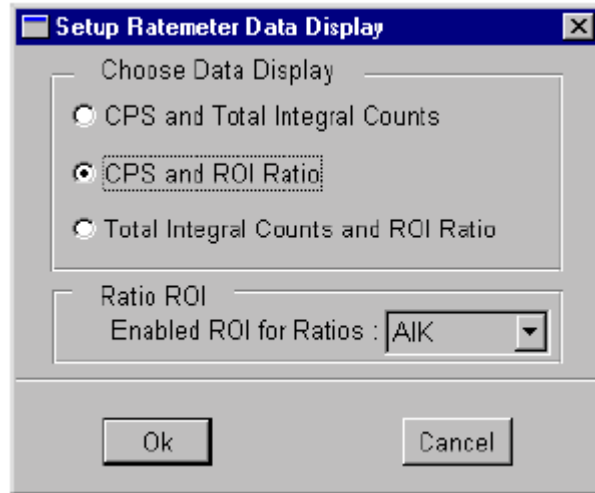 Setup Ratemeter Data Display
Choose Data Display
CPS and Total Integral Counts
CPS and ROI Ratio
Total Integral Counts and ROI Ratio
Ratio ROI
Enabled ROI for Ratios : AlK
Ok Cancel